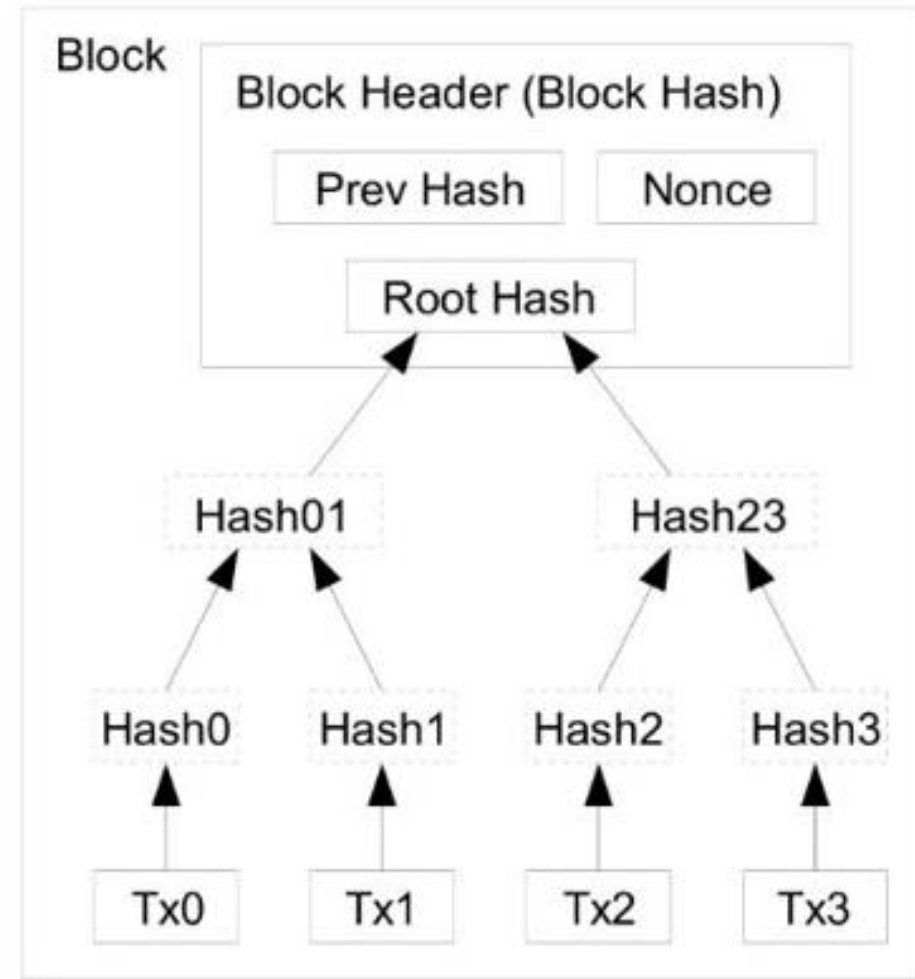 Block
Block Header (Block Hash)
Prev Hash Nonce
Root Hash
Hash01 Hash23
Hash0 Hash1 Hash2 Hash3
Tx0 Tx1 Tx2 Tx3